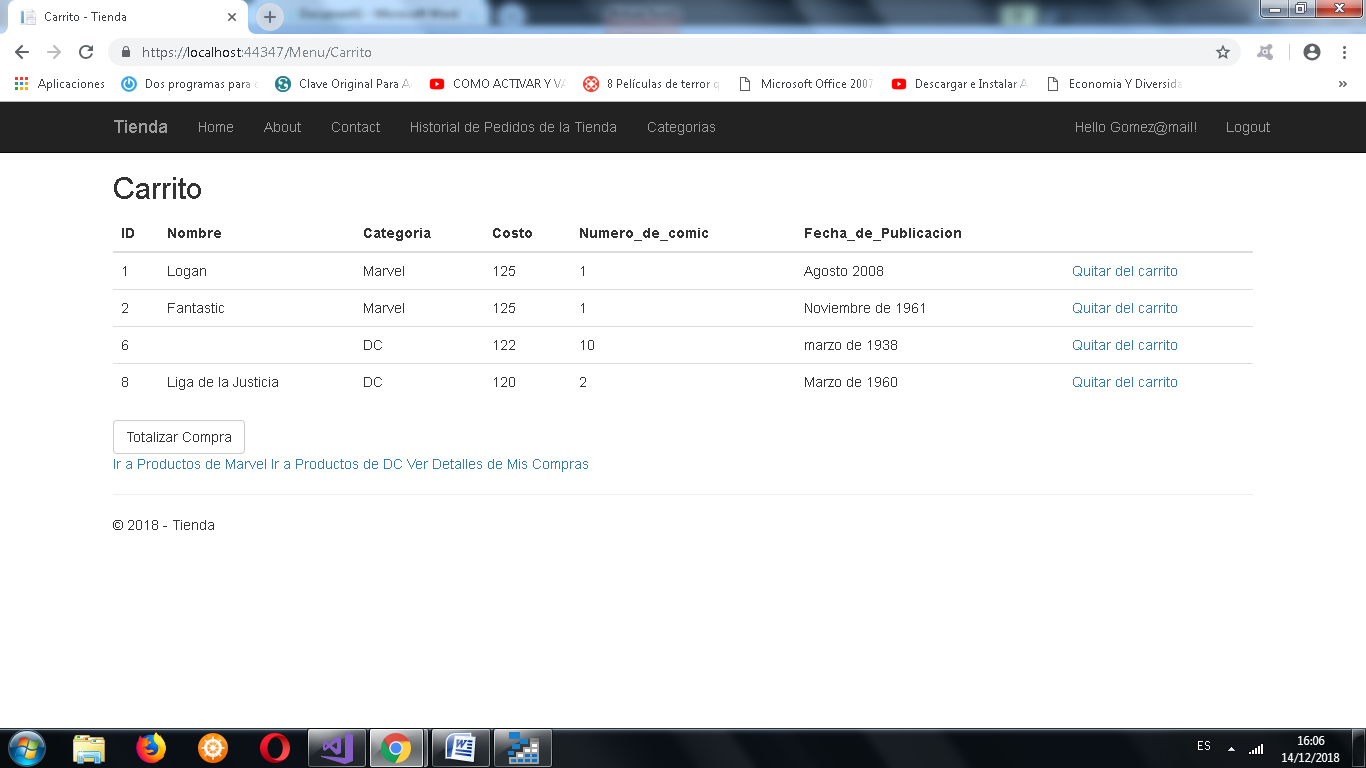 Carrito - Tienda
https://localhost:44347/Menu/Carrito
Aplicaciones Dos programas para Clave Original Para A COMO ACTIVAR Y VA 8 Películas de terror q Microsoft Office 2007 Descargar e Instalar A Economia Y Diversida »
Tienda Home About Contact Historial de Pedidos de la Tienda Categorias Hello Gomez@mail! Logout
Carrito
ID Nombre Categoria Costo Numero_de_comic Fecha_de_Publicacion
1 Logan Marvel 125 1 Agosto 2008 Quitar del carrito
2 Fantastic Marvel 125 1 Noviembre de 1961 Quitar del carrito
6 DC 122 10 marzo de 1938 Quitar del carrito
8 Liga de la Justicia DC 120 2 Marzo de 1960 Quitar del carrito
Totalizar Compra
Ir a Productos de Marvel Ir a Productos de DC Ver Detalles de Mis Compras
© 2018 - Tienda
ES 16:06
14/12/2018